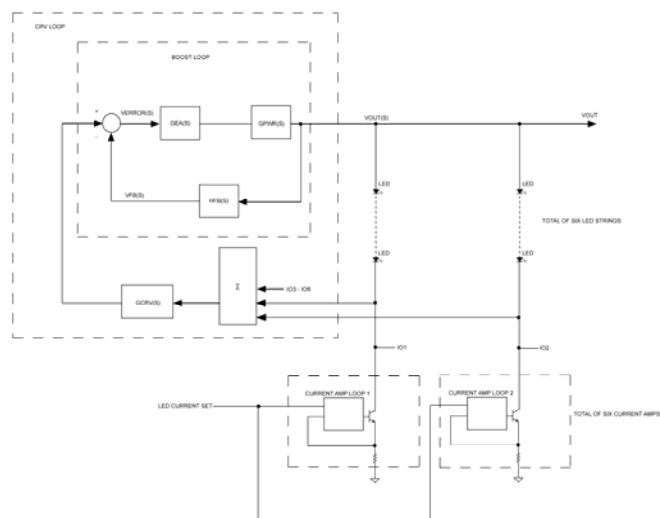 CRV LOOP
BOOST LOOP
+
-
VERROR(S)
GEA(S)
GPWR(S)
VOUT(S)
VOUT
VFB(S)
HFB(S)
LED
LED
TOTAL OF SIX LED STRINGS
LED
LED
GCRV(S)
Σ
IO3 - IO6
IO1
IO2
LED CURRENT SET
CURRENT AMP LOOP 1
CURRENT AMP LOOP 2
TOTAL OF SIX CURRENT AMPS